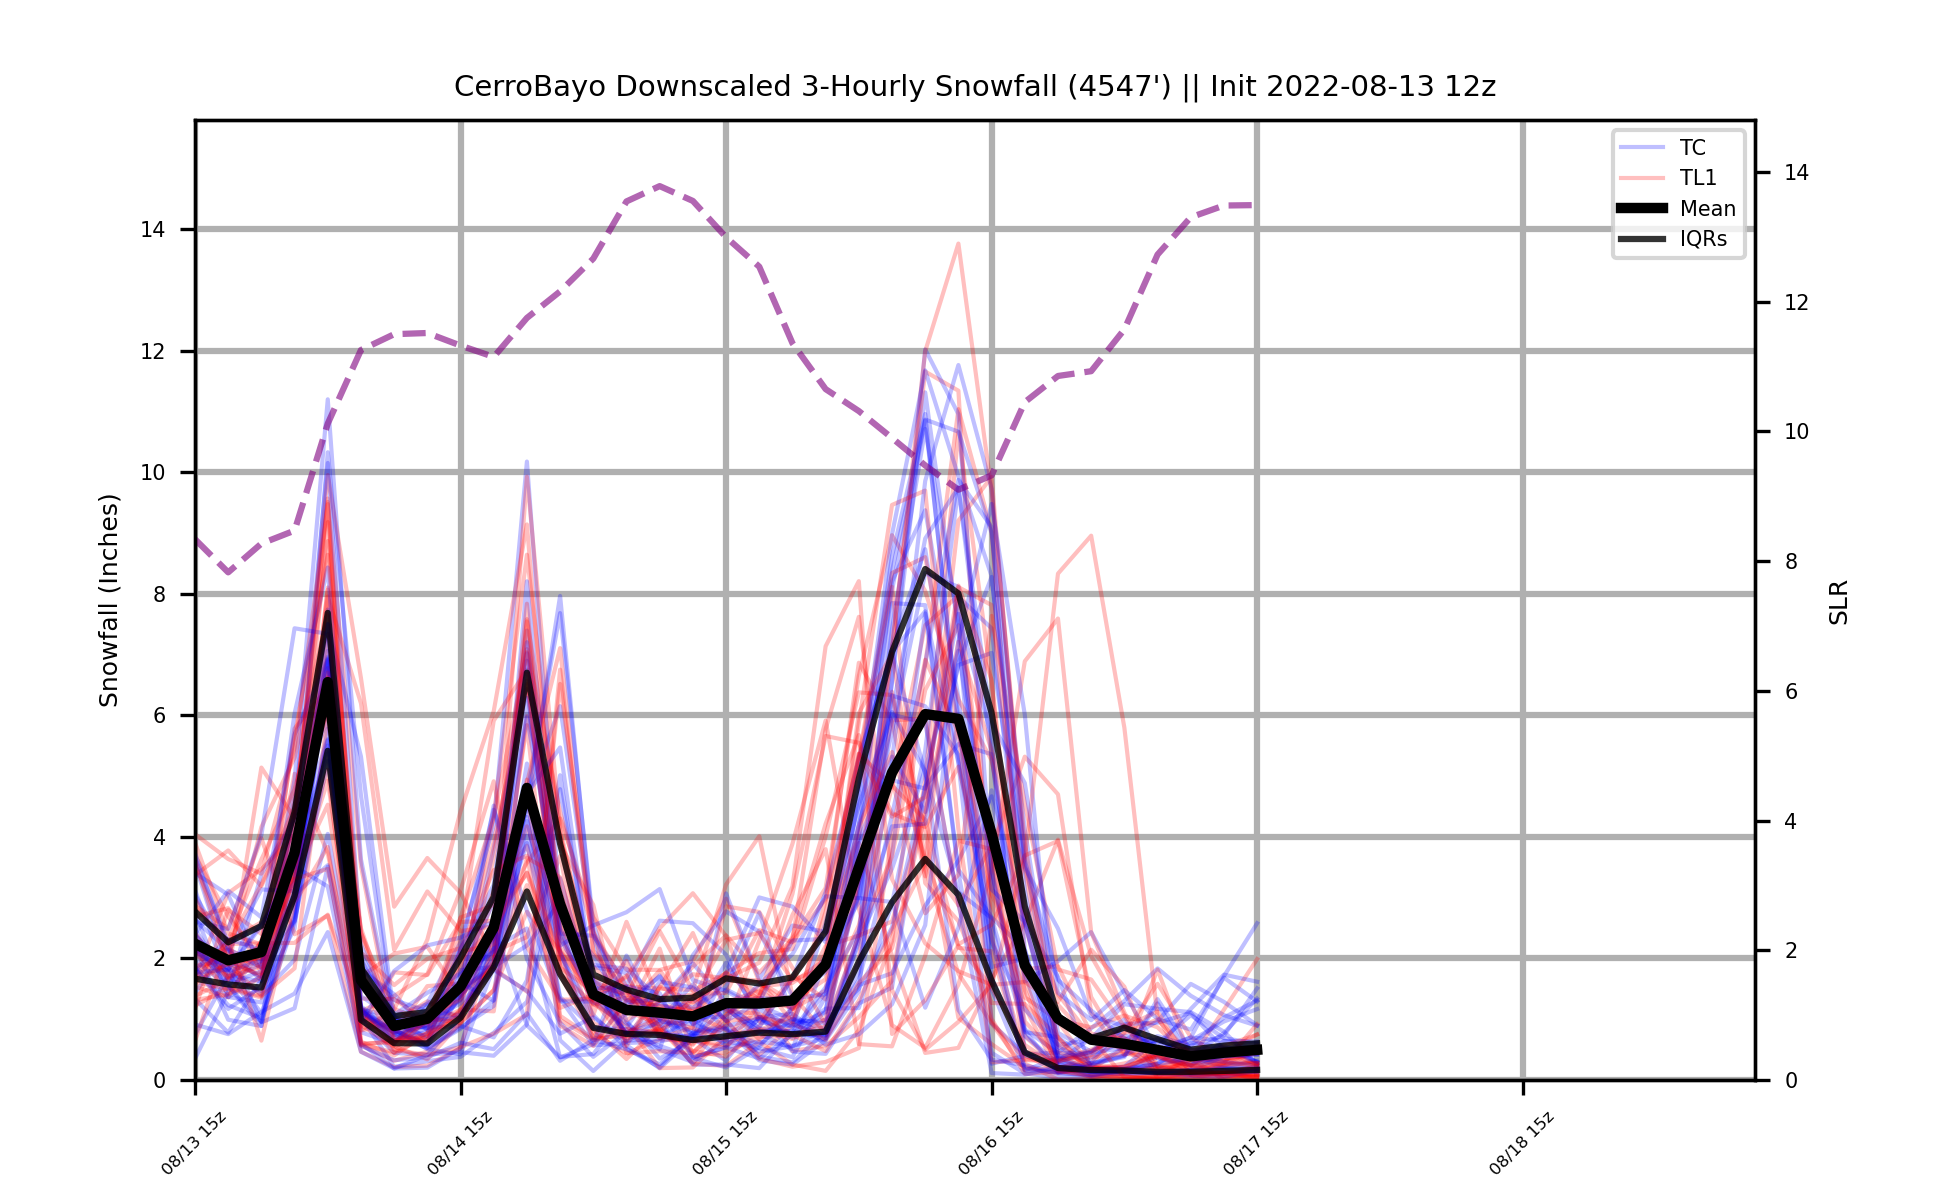 CerroBayo Downscaled 3-Hourly Snowfall (4547') || Init 2022-08-13 12z
TC
TL1
Mean
IQRs
Snowfall (Inches)
14
12
10
8
6
4
2
0
SLR
14
12
10
8
6
4
2
0
08/13 15z
08/14 15z
08/15 15z
08/16 15z
08/17 15z
08/18 15z